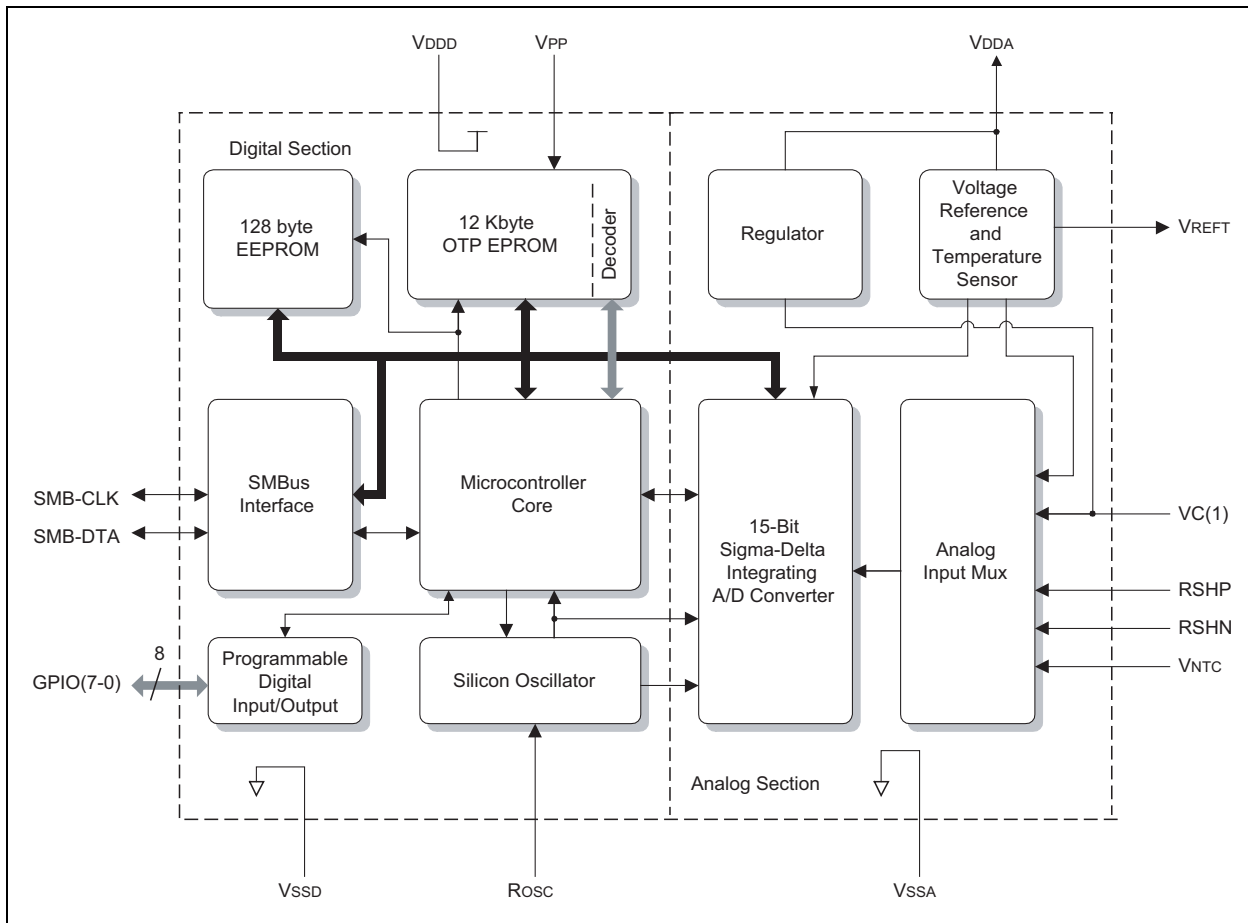 VDDD
VPP
VDDA
Digital Section
128 byte
EEPROM
12 Kbyte
OTP EPROM
Decoder
Regulator
Voltage
Reference
and
Temperature
Sensor
VREFT
SMB-CLK
SMB-DTA
SMBus
Interface
Microcontroller
Core
15-Bit
Sigma-Delta
Integrating
A/D Converter
Analog
Input Mux
VC(1)
RSHP
RSHN
VNTC
8
GPIO(7-0)
Programmable
Digital
Input/Output
Silicon Oscillator
Analog Section
VSSD
ROSC
VSSA